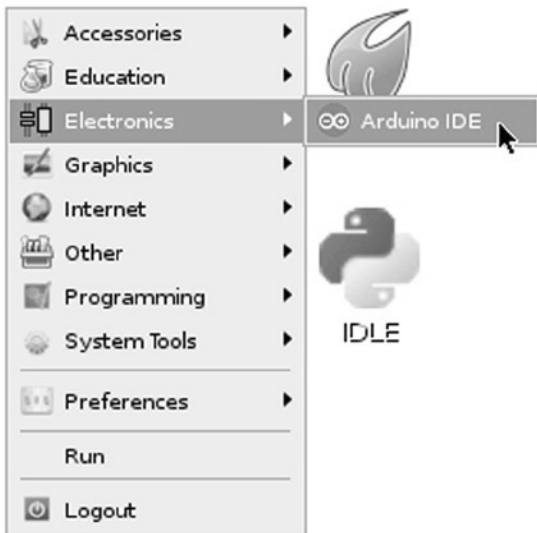 Accessories
Education
Electronics
Arduino IDE
Graphics
Internet
Other
Programming
System Tools
Preferences
Run
Logout
IDLE